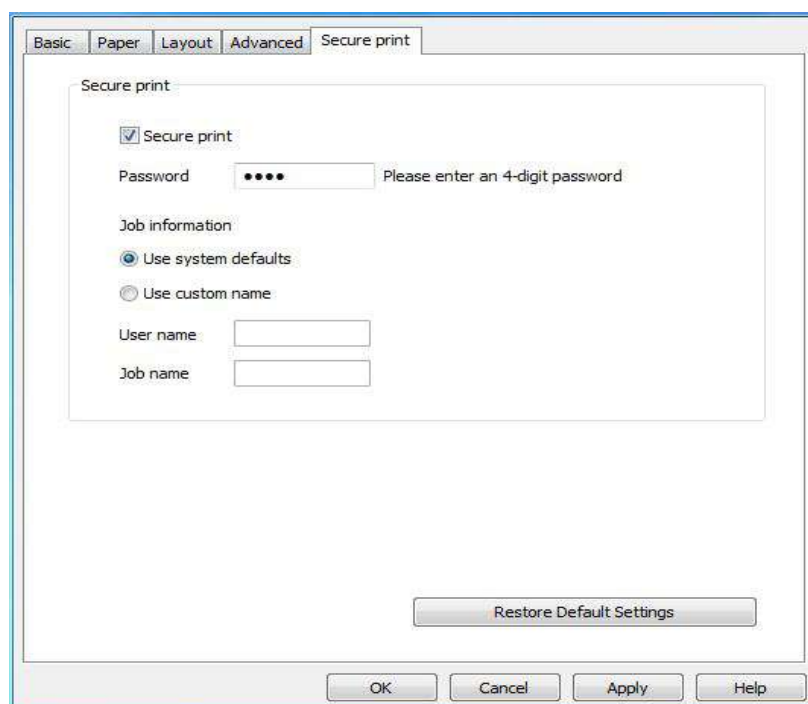 Basic Paper Layout Advanced Secure print
Secure print
Secure print
Password •••• Please enter an 4-digit password
Job information
Use system defaults
Use custom name
User name
Job name
Restore Default Settings
OK Cancel Apply Help